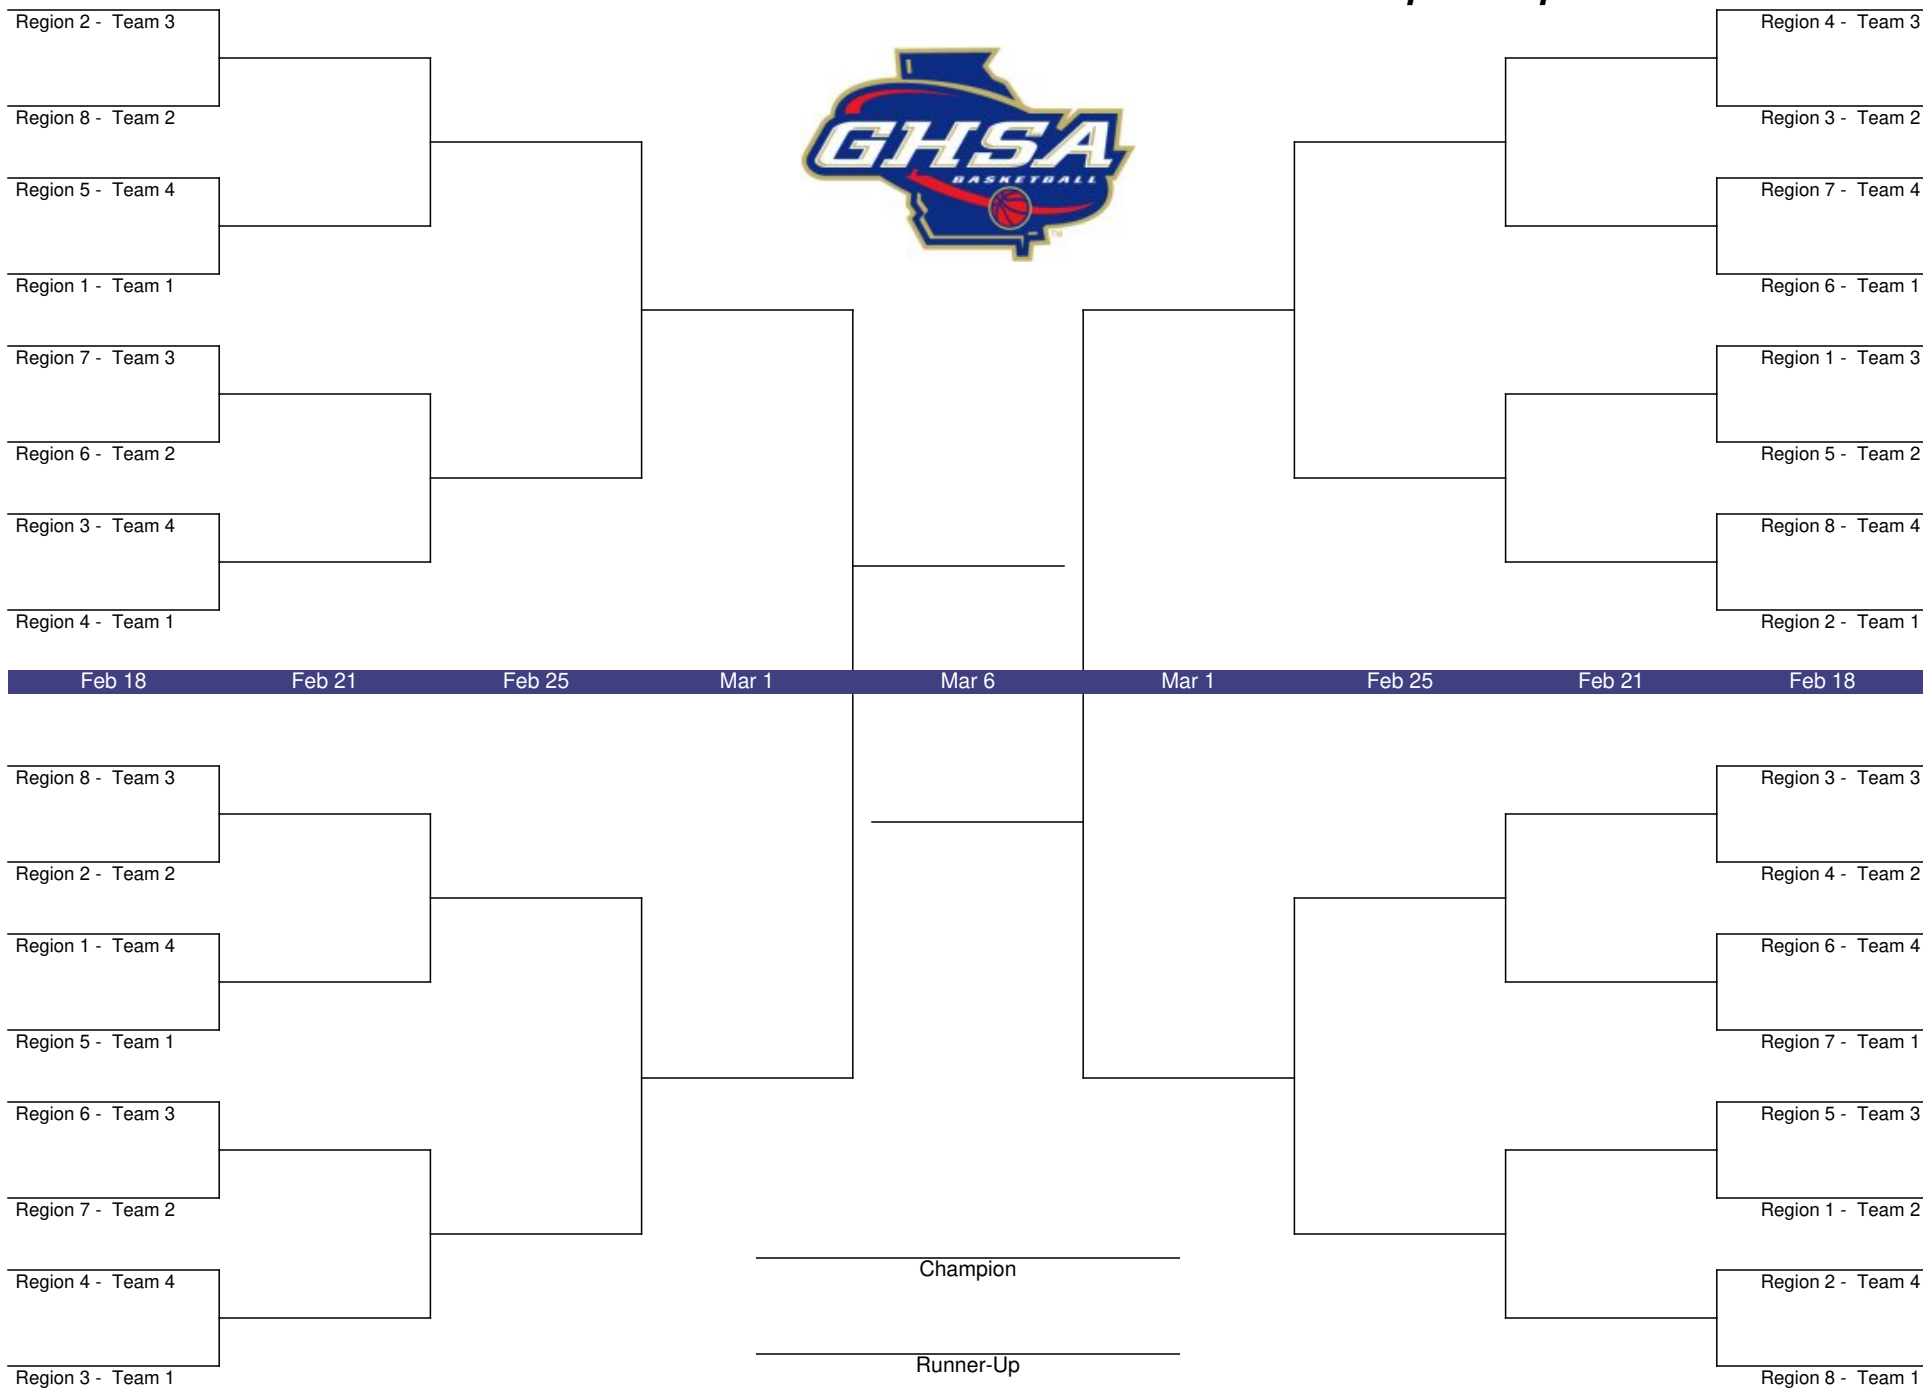 Region 2 - Team 3
Region 8 - Team 2
Region 5 - Team 4
Region 1 - Team 1
Region 7 - Team 3
Region 6 - Team 2
Region 3 - Team 4
Region 4 - Team 1
GHSA
BASKETBALL
TM
Region 4 - Team 3
Region 3 - Team 2
Region 7 - Team 4
Region 6 - Team 1
Region 1 - Team 3
Region 5 - Team 2
Region 8 - Team 4
Region 2 - Team 1
Feb 18 Feb 21 Feb 25 Mar 1 Mar 6 Mar 1 Feb 25 Feb 21 Feb 18
Region 8 - Team 3
Region 2 - Team 2
Region 1 - Team 4
Region 5 - Team 1
Region 6 - Team 3
Region 7 - Team 2
Region 4 - Team 4
Region 3 - Team 1
Champion
Runner-Up
Region 3 - Team 3
Region 4 - Team 2
Region 6 - Team 4
Region 7 - Team 1
Region 5 - Team 3
Region 1 - Team 2
Region 2 - Team 4
Region 8 - Team 1